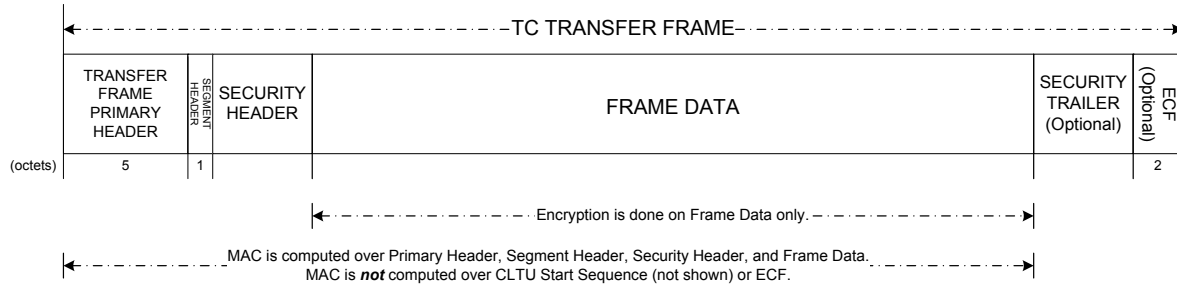 TC TRANSFER FRAME
TRANSFER
FRAME
PRIMARY
HEADER
SEGMENT
HEADER
SECURITY
HEADER
FRAME DATA
SECURITY
TRAILER
(Optional)
ECF
(Optional)
(octets)
5
1
2
Encryption is done on Frame Data only.
MAC is computed over Primary Header, Segment Header, Security Header, and Frame Data.
MAC is not computed over CLTU Start Sequence (not shown) or ECF.